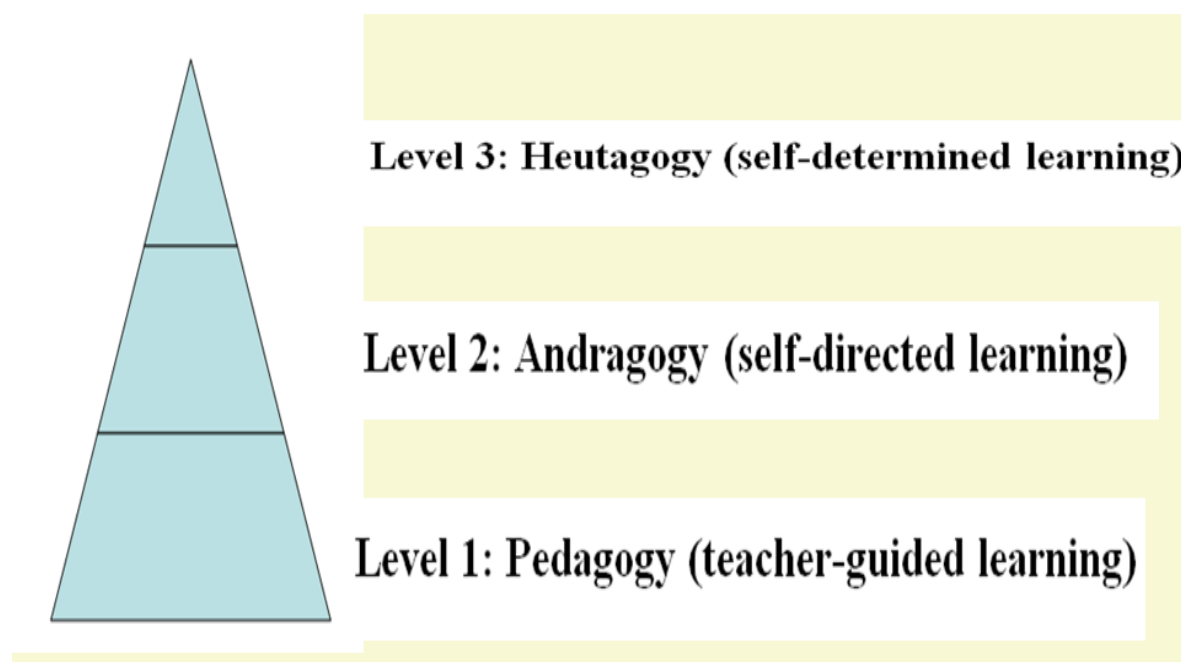 Level 3: Heutagogy (self-determined learning)
Level 2: Andragogy (self-directed learning)
Level 1: Pedagogy (teacher-guided learning)